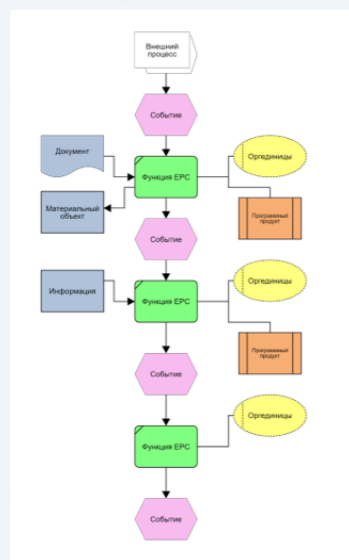 Внешний
процесс
Событие
Документ
Функция EPC
Оргединицы
Материальный
объект
Программный
продукт
Событие
Информация
Функция EPC
Оргединицы
Программный
продукт
Событие
Функция EPC
Оргединицы
Событие